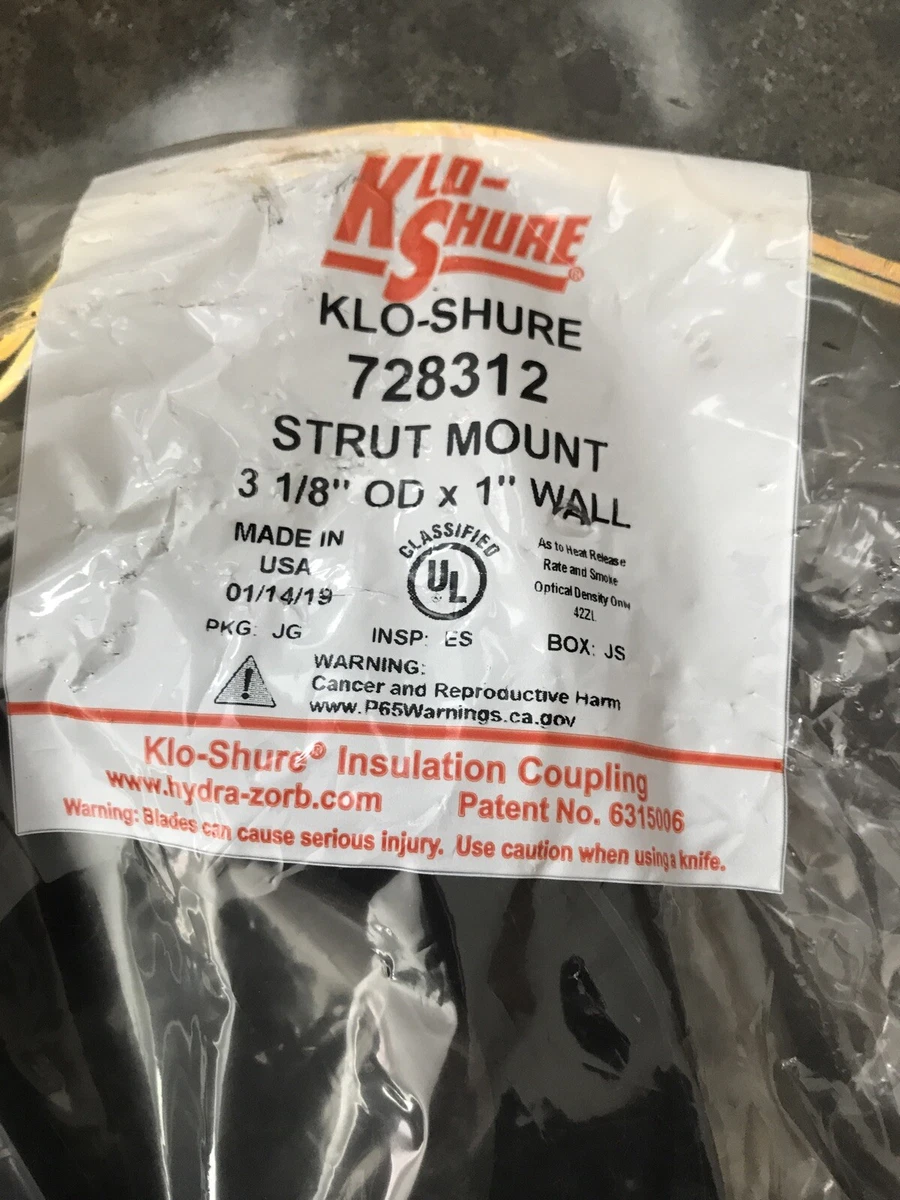 KLO-
SHURE®
KLO-SHURE
728312
STRUT MOUNT
3 1/8" OD x 1" WALL
MADE IN
USA
01/14/19
CLASSIFIED
UL
®
As to Heat Release
Rate and Smoke
Optical Density Only
42ZL
PKG: JG
INSP: ES
BOX: JS
WARNING:
Cancer and Reproductive Harm
www.P65Warnings.ca.gov
Klo-Shure® Insulation Coupling
www.hydra-zorb.com Patent No. 6315006
Warning: Blades can cause serious injury. Use caution when using a knife.